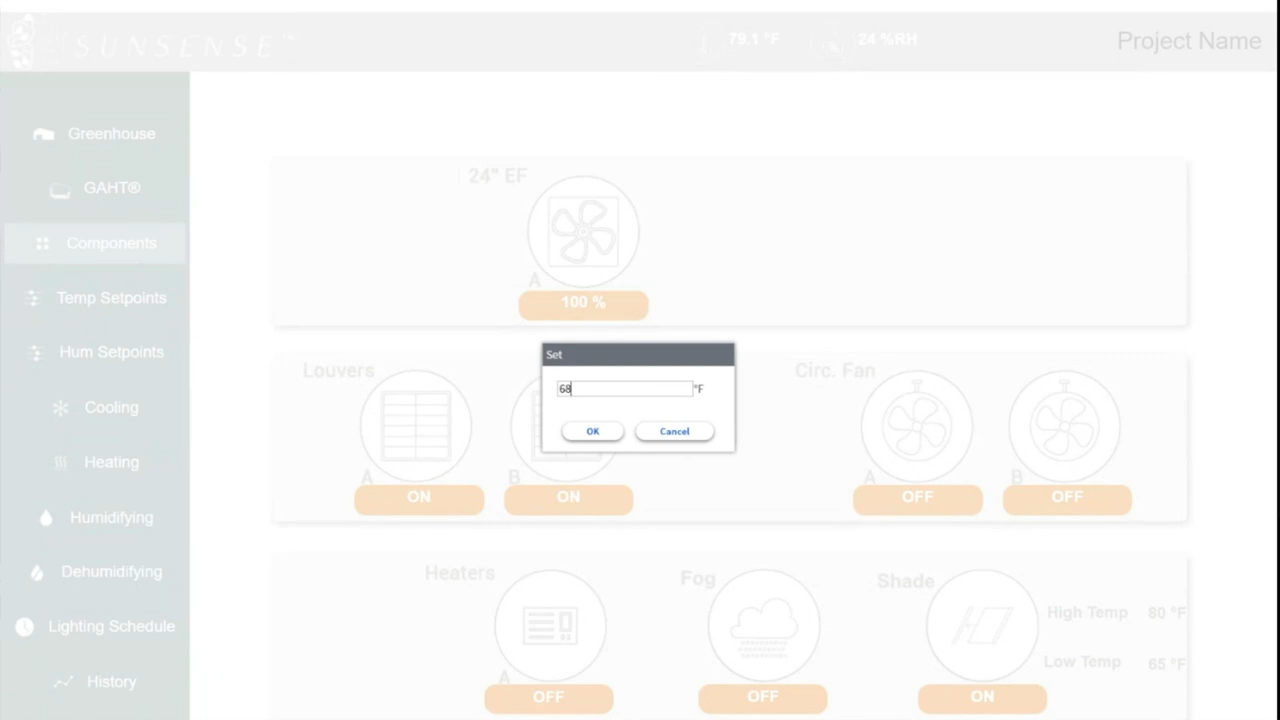 SUNSENSE™
79.1 °F
24 %RH
Project Name
Greenhouse
GAHT®
Components
Temp Setpoints
Hum Setpoints
Cooling
Heating
Humidifying
Dehumidifying
Lighting Schedule
History
24" EF
A
100 %
Louvers
A
ON
B
ON
Circ. Fan
A
OFF
B
OFF
Set
68
°F
OK
Cancel
Heaters
A
OFF
Fog
OFF
Shade
ON
High Temp 80 °F
Low Temp 65 °F